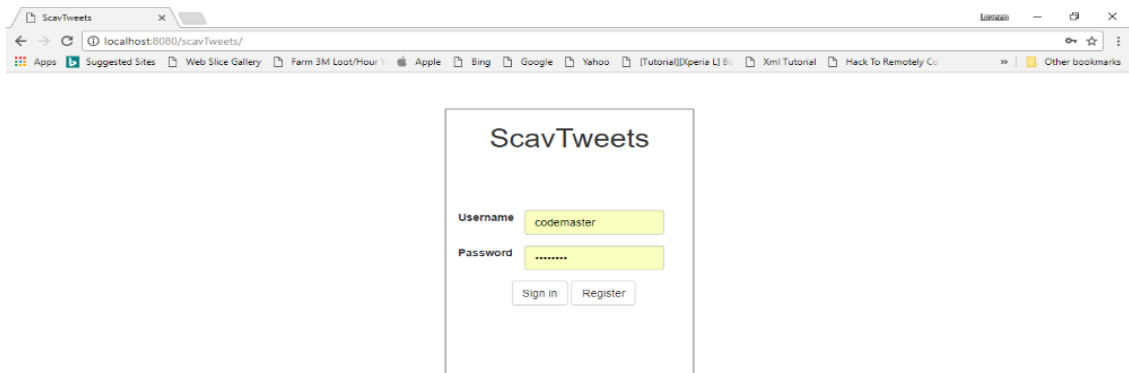 ScavTweets
localhost:8080/scavTweets/
Apps Suggested Sites Web Slice Gallery Farm 3M Loot/Hour Apple Bing Google Yahoo [Tutorial][Xperia L] Xml Tutorial Hack To Remotely » Other bookmarks
ScavTweets
Username codemaster
Password ••••••••
Sign in Register